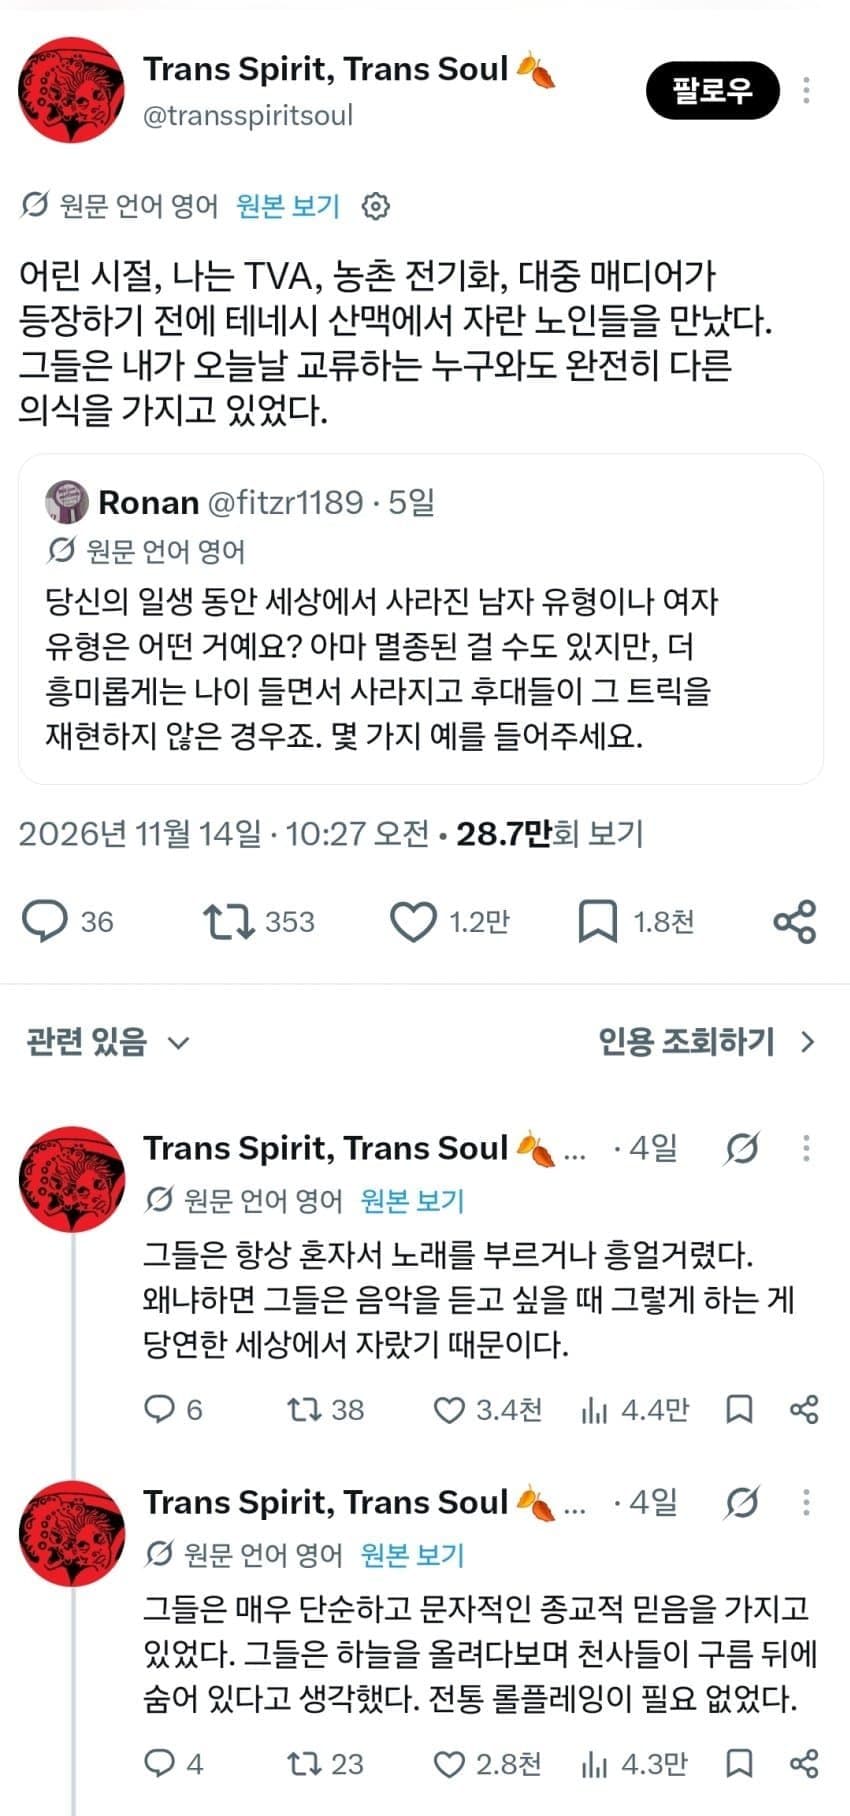 Trans Spirit, Trans Soul
@transspiritsoul
팔로우
원문 언어 영어 원본 보기
어린 시절, 나는 TVA, 농촌 전기화, 대중 매디어가
등장하기 전에 테네시 산맥에서 자란 노인들을 만났다.
그들은 내가 오늘날 교류하는 누구와도 완전히 다른
의식을 가지고 있었다.
Ronan @fitzr1189 · 5일
원문 언어 영어
당신의 일생 동안 세상에서 사라진 남자 유형이나 여자
유형은 어떤 거예요? 아마 멸종된 걸 수도 있지만, 더
흥미롭게는 나이 들면서 사라지고 후대들이 그 트릭을
재현하지 않은 경우죠. 몇 가지 예를 들어주세요.
2026년 11월 14일 · 10:27 오전 · 28.7만회 보기
36 353 1.2만 1.8천
관련 있음 인용 조회하기
Trans Spirit, Trans Soul ... · 4일
원문 언어 영어 원본 보기
그들은 항상 혼자서 노래를 부르거나 흥얼거렸다.
왜냐하면 그들은 음악을 듣고 싶을 때 그렇게 하는 게
당연한 세상에서 자랐기 때문이다.
6 38 3.4천 4.4만
Trans Spirit, Trans Soul ... · 4일
원문 언어 영어 원본 보기
그들은 매우 단순하고 문자적인 종교적 믿음을 가지고
있었다. 그들은 하늘을 올려다보며 천사들이 구름 뒤에
숨어 있다고 생각했다. 전통 롤플레잉이 필요 없었다.
4 23 2.8천 4.3만